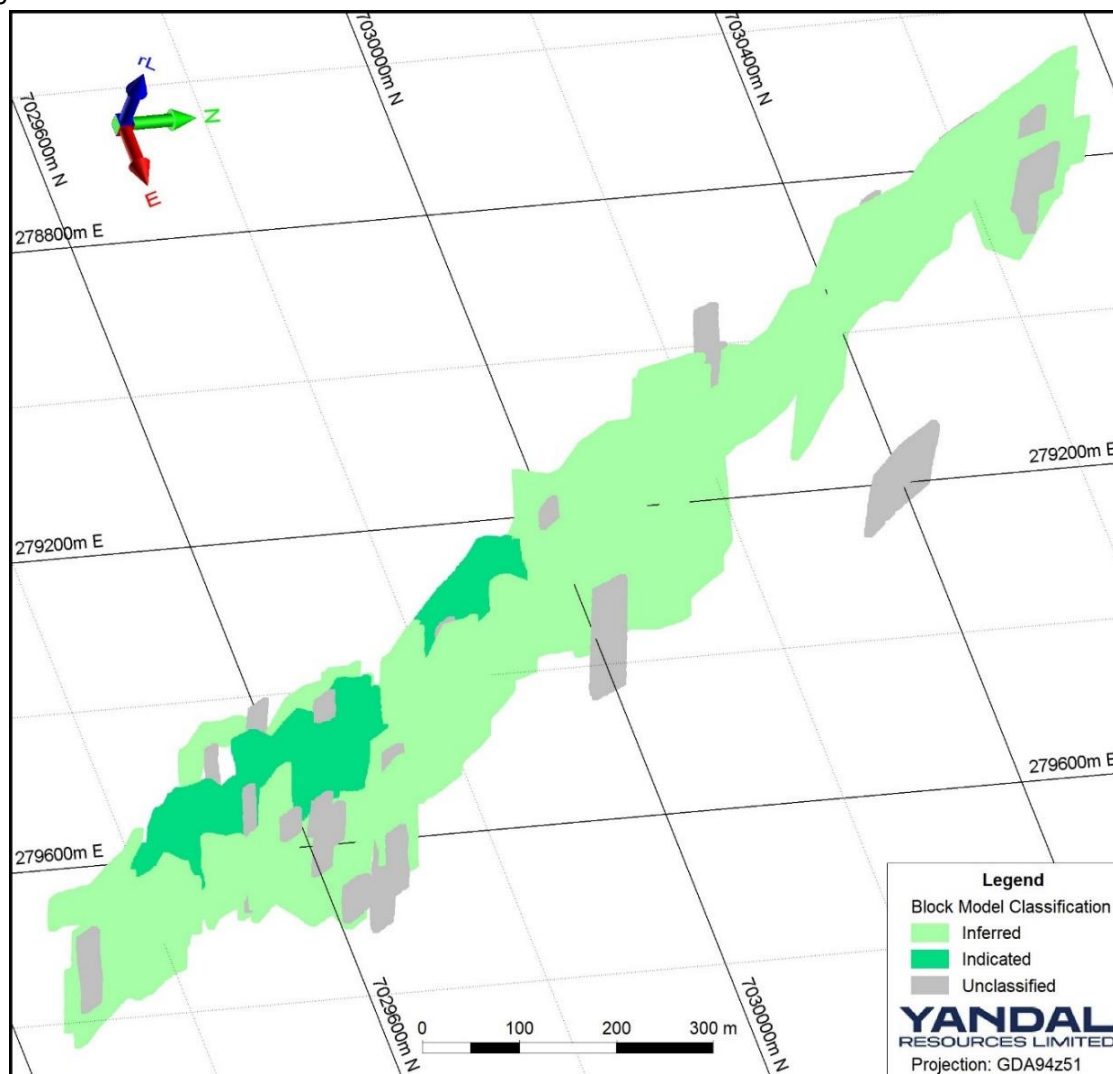 7029600m N
7030000m N
7030400m N
rL
N
E
278800m E
279200m E
279200m E
279600m E
279600m E
7029600m N
7030000m N
0 100 200 300 m
Legend
Block Model Classification
Inferred
Indicated
Unclassified
YANDAL
RESOURCES LIMITED
Projection: GDA94z51